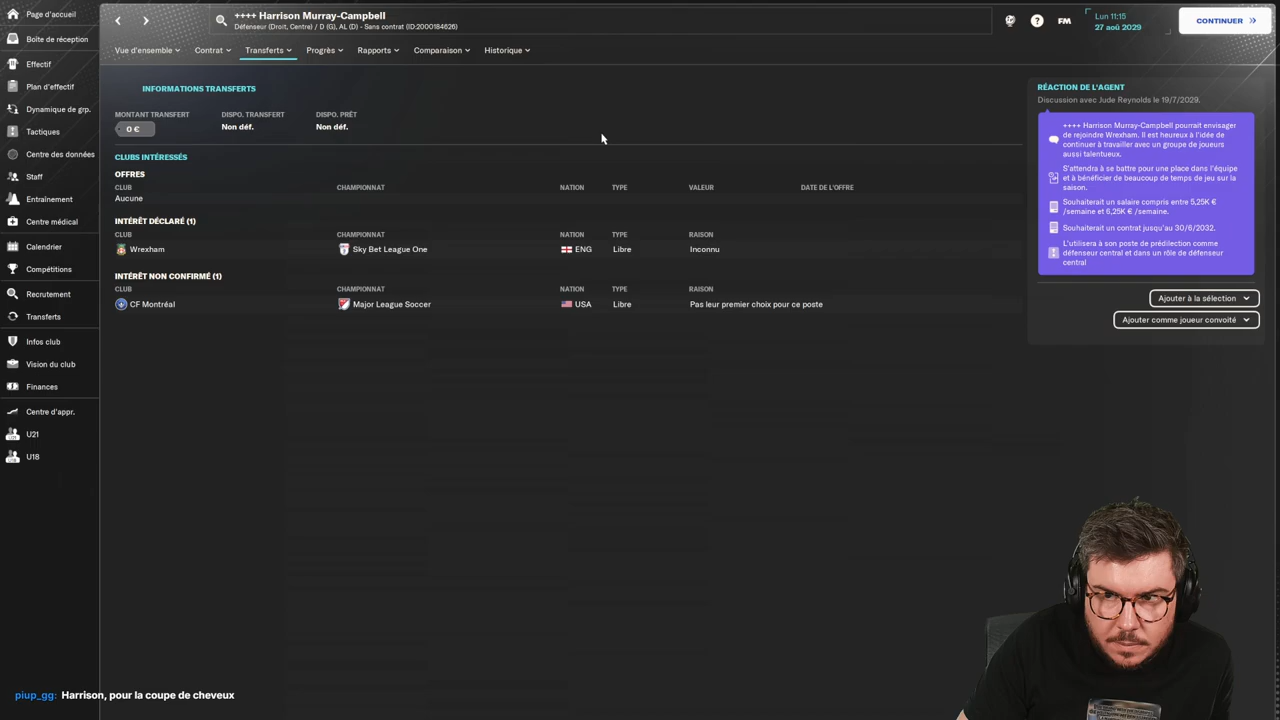 Page d'accueil
Boîte de réception
Effectif
Plan d'effectif
Dynamique de grp.
Tactiques
Centre des données
Staff
Entraînement
Centre médical
Calendrier
Compétitions
Recrutement
Transferts
Infos club
Vision du club
Finances
Centre d'appr.
U21
U18
++++ Harrison Murray-Campbell
Défenseur (Droit, Centre) / D (G), AL (D) - Sans contrat (ID:2000184626)
FM
Lun 11:15
27 aoû 2029
CONTINUER
Vue d'ensemble
Contrat
Transferts
Progrès
Rapports
Comparaison
Historique
INFORMATIONS TRANSFERTS
MONTANT TRANSFERT DISPO. TRANSFERT DISPO. PRÊT
0 € Non déf. Non déf.
CLUBS INTÉRESSÉS
OFFRES
CLUB CHAMPIONNAT NATION TYPE VALEUR DATE DE L'OFFRE
Aucune
INTÉRÊT DÉCLARÉ (1)
CLUB CHAMPIONNAT NATION TYPE RAISON
Wrexham Sky Bet League One ENG Libre Inconnu
INTÉRÊT NON CONFIRMÉ (1)
CLUB CHAMPIONNAT NATION TYPE RAISON
CF Montréal Major League Soccer USA Libre Pas leur premier choix pour ce poste
RÉACTION DE L'AGENT
Discussion avec Jude Reynolds le 19/7/2029.
++++ Harrison Murray-Campbell pourrait envisager
de rejoindre Wrexham. Il est heureux à l'idée de
continuer à travailler avec un groupe de joueurs
aussi talentueux.
S'attendra à se battre pour une place dans l'équipe
et à bénéficier de beaucoup de temps de jeu sur la
saison.
Souhaiterait un salaire compris entre 5,25K €
/semaine et 6,25K € /semaine.
Souhaiterait un contrat jusqu'au 30/6/2032.
L'utilisera à son poste de prédilection comme
défenseur central et dans un rôle de défenseur
central
Ajouter à la sélection
Ajouter comme joueur convoité
piup_gg: Harrison, pour la coupe de cheveux